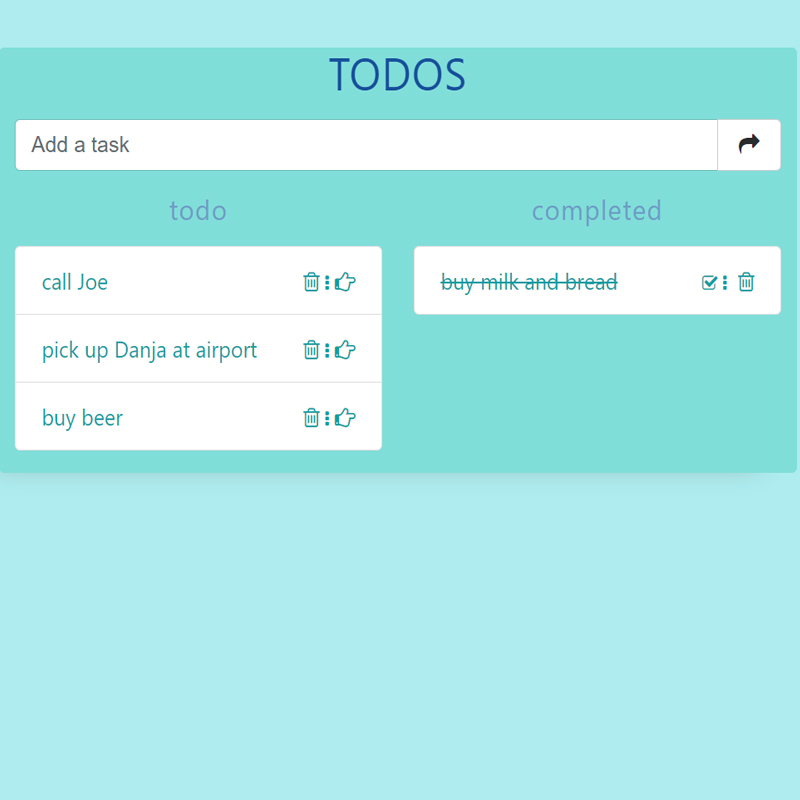 TODOS
Add a task
todo
call Joe
pick up Danja at airport
buy beer
completed
buy milk and bread